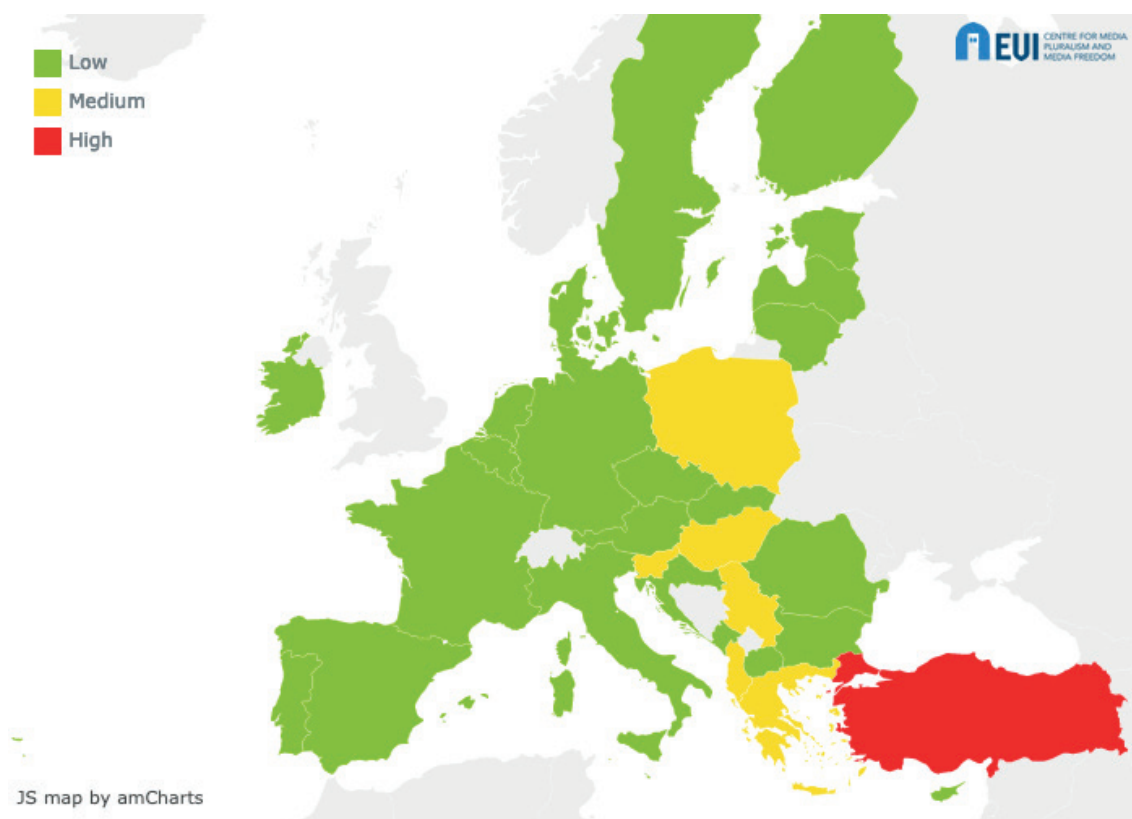 Low
Medium
High
EUI
CENTRE FOR MEDIA
PLURALISM AND
MEDIA FREEDOM
JS map by amCharts